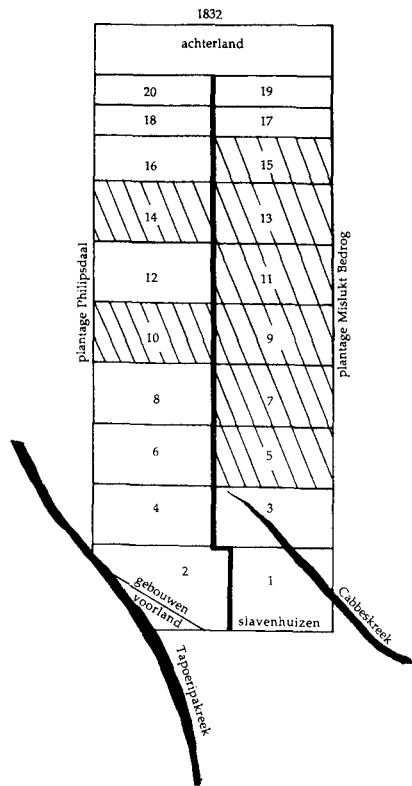 1832
achterland
20 19
18 17
16 15
14 13
12 11
10 9
8 7
6 5
4 3
2 1
gebouwen
voorland
slavenhuizen
plantage Philipsdaal
plantage Mislukt Bedrog
Tapoeripakreek
Cabbeskreek